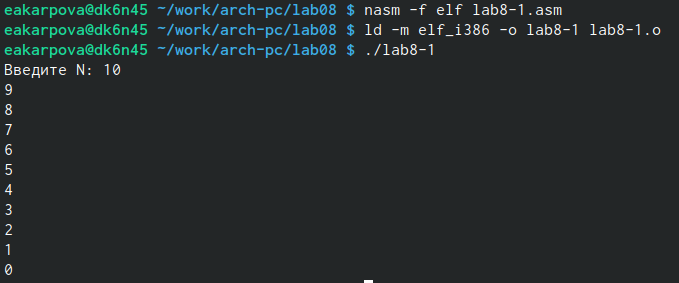 eakarpova@dk6n45 ~/work/arch-pc/lab08 $ nasm -f elf lab8-1.asm
eakarpova@dk6n45 ~/work/arch-pc/lab08 $ ld -m elf_i386 -o lab8-1 lab8-1.o
eakarpova@dk6n45 ~/work/arch-pc/lab08 $ ./lab8-1
Введите N: 10
9
8
7
6
5
4
3
2
1
0